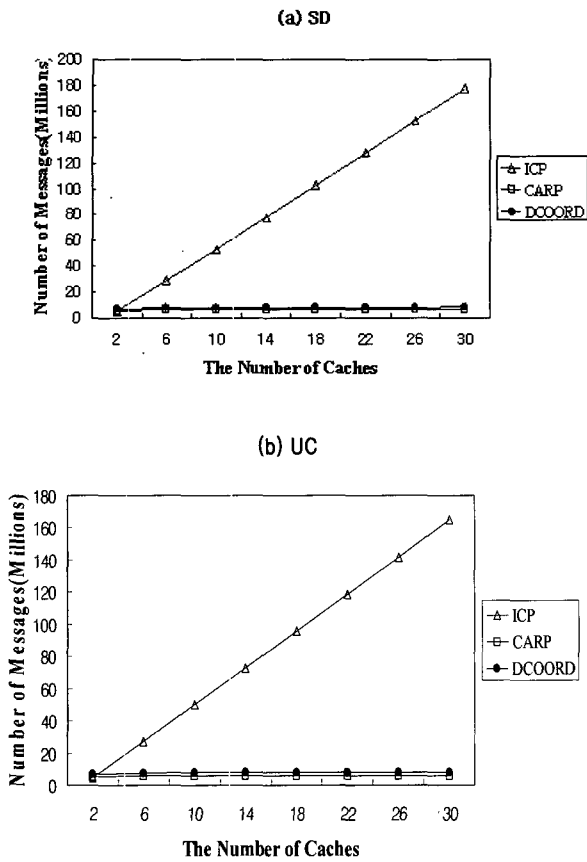 (a) SD
Number of Messages(Millions)
200
180
160
140
120
100
80
60
40
20
0
2 6 10 14 18 22 26 30
The Number of Caches
ICP
CARP
DCOORD
(b) UC
Number of Messages(Millions)
180
160
140
120
100
80
60
40
20
0
2 6 10 14 18 22 26 30
The Number of Caches
ICP
CARP
DCOORD